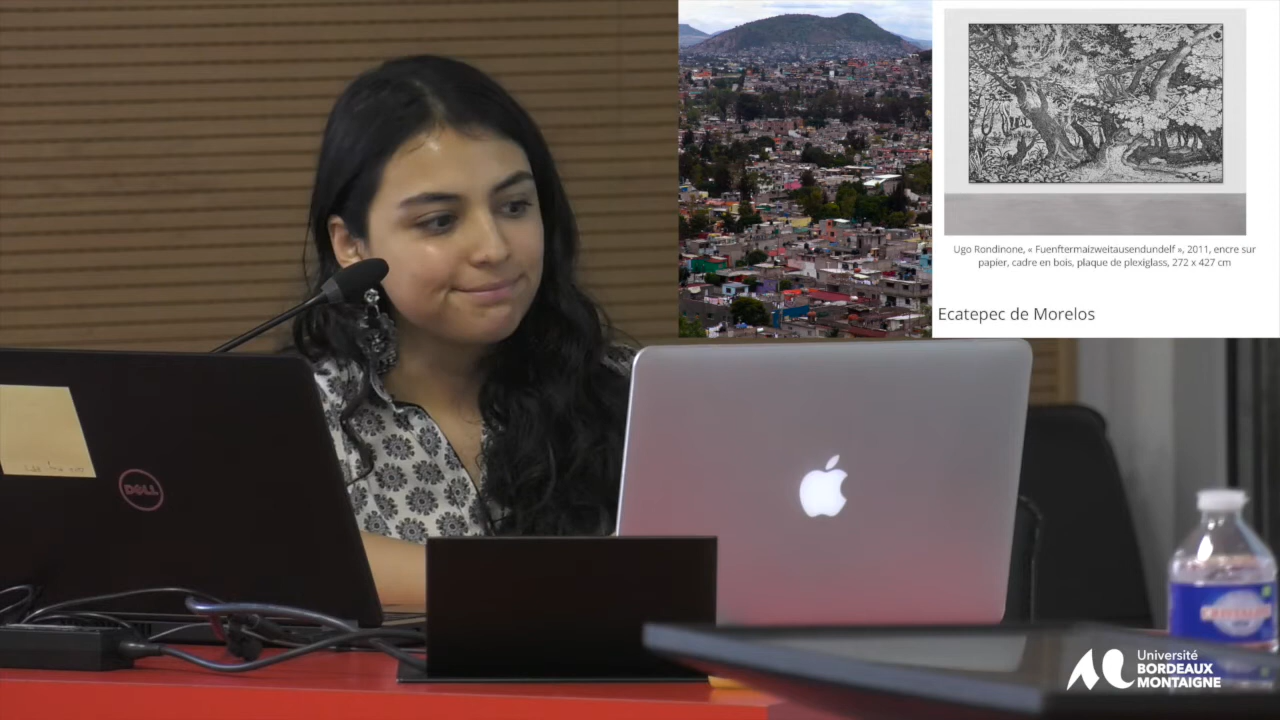 Ugo Rondinone, « Fuenftermaizweitausendundelf », 2011, encre sur
papier, cadre en bois, plaque de plexiglass, 272 x 427 cm
Ecatepec de Morelos
DELL
Université
BORDEAUX
MONTAIGNE